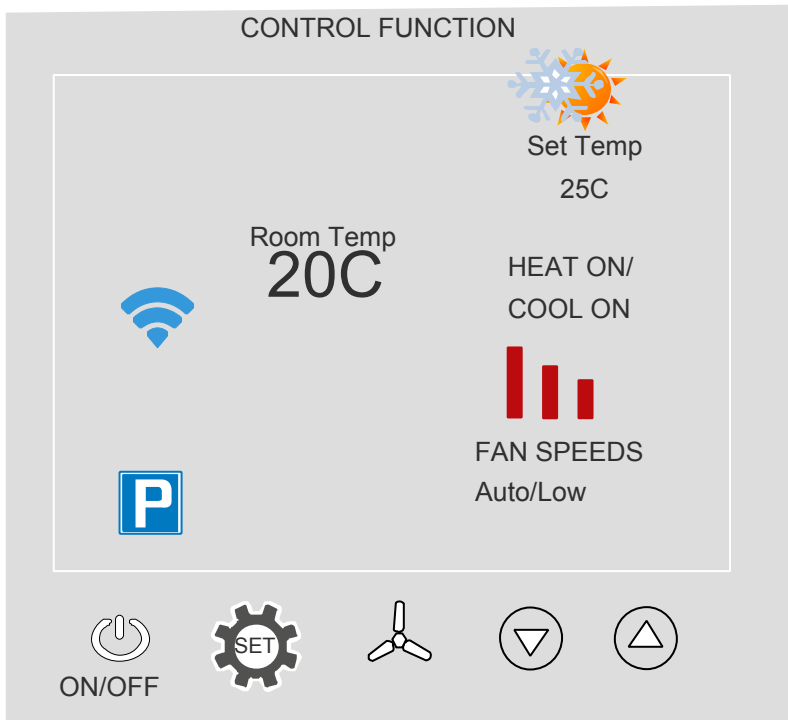 CONTROL FUNCTION
Set Temp
25C
Room Temp
20C
HEAT ON/
COOL ON
FAN SPEEDS
Auto/Low
P
SET
ON/OFF